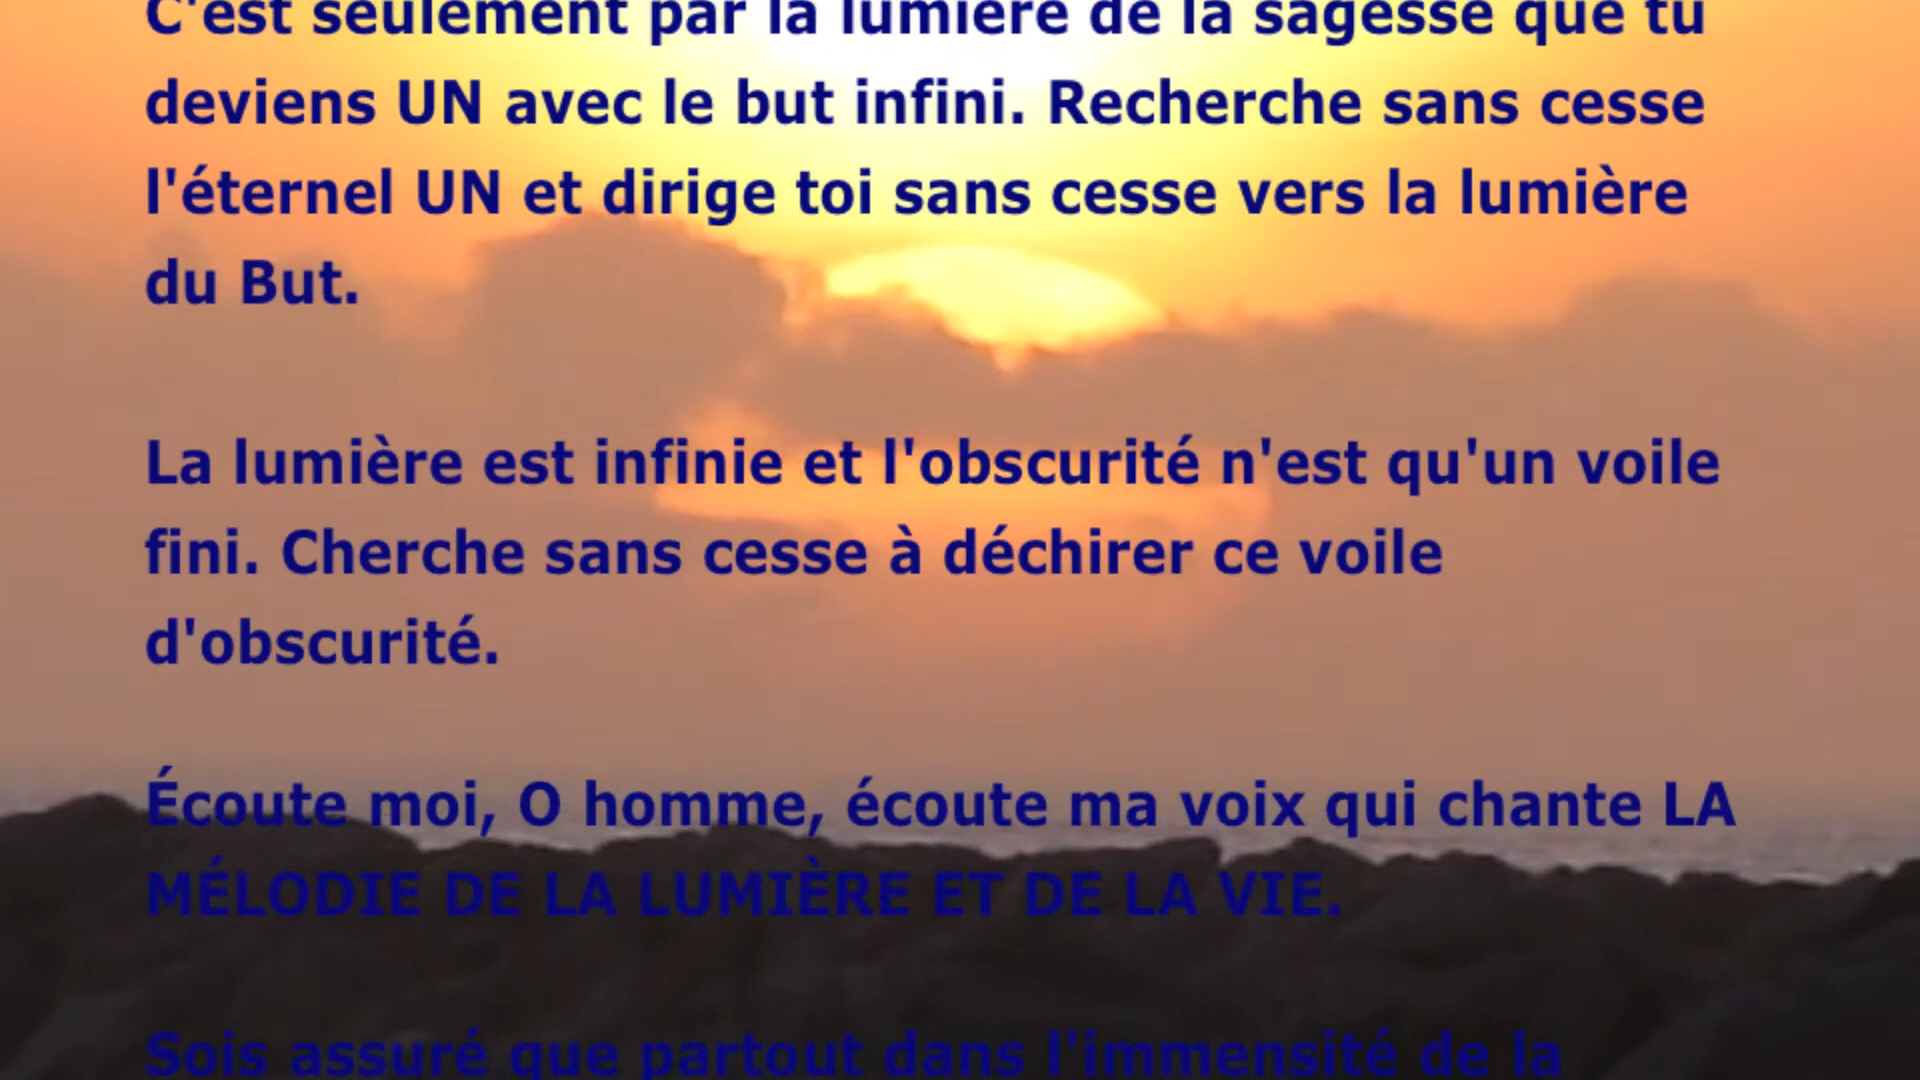 C'est seulement par la lumière de la sagesse que tu
deviens UN avec le but infini. Recherche sans cesse
l'éternel UN et dirige toi sans cesse vers la lumière
du But.
La lumière est infinie et l'obscurité n'est qu'un voile
fini. Cherche sans cesse à déchirer ce voile
d'obscurité.
Écoute moi, O homme, écoute ma voix qui chante LA
MÉLODIE DE LA LUMIÈRE ET DE LA VIE.
Sois assuré que partout dans l'immensité de la